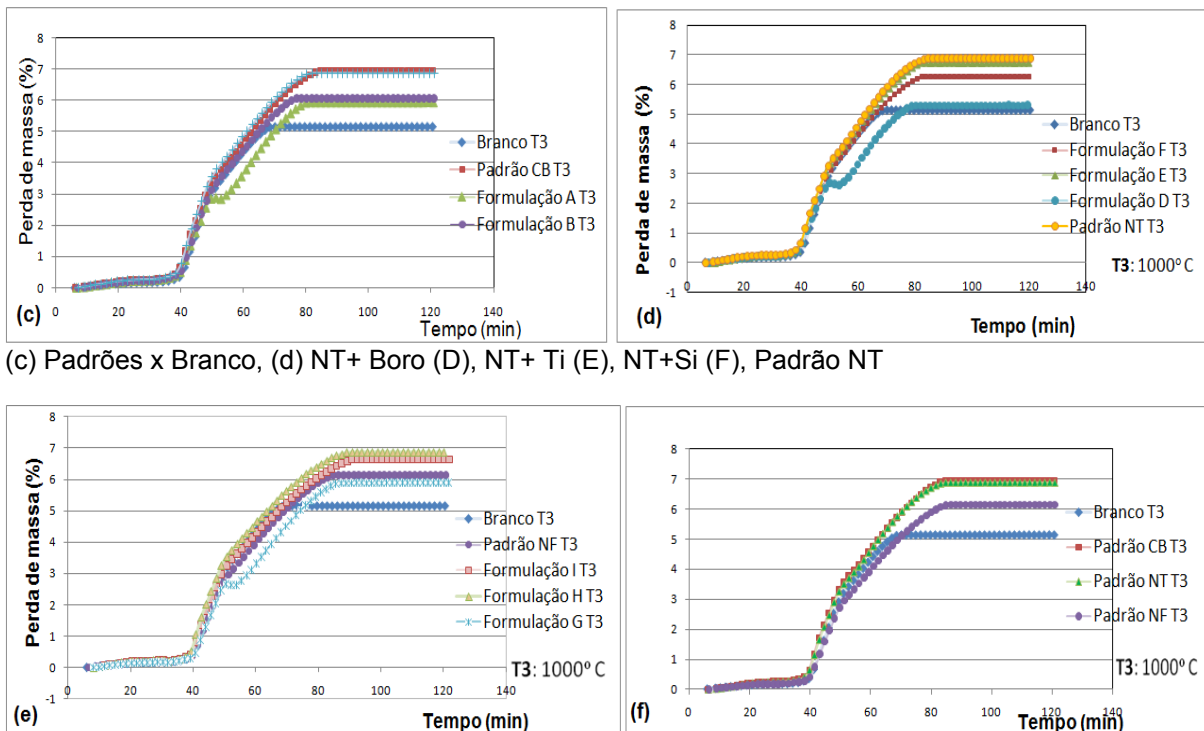 8
7
6
5
4
3
2
1
0
Perda de massa (%)
0 20 40 60 80 100 120 140
Tempo (min)
Branco T3
Padrão CB T3
Formulação A T3
Formulação B T3
(c)
8
7
6
5
4
3
2
1
0
-1
Perda de massa (%)
0 20 40 60 80 100 120 140
Tempo (min)
Branco T3
Formulação F T3
Formulação E T3
Formulação D T3
Padrão NT T3
T3: 1000º C
(d)
(c) Padrões x Branco, (d) NT+ Boro (D), NT+ Ti (E), NT+Si (F), Padrão NT
8
7
6
5
4
3
2
1
0
-1
Perda de massa (%)
0 20 40 60 80 100 120 140
Tempo (min)
Branco T3
Padrão NF T3
Formulação I T3
Formulação H T3
Formulação G T3
T3: 1000º C
(e)
8
7
6
5
4
3
2
1
0
Perda de massa (%)
0 20 40 60 80 100 120 140
Tempo (min)
Branco T3
Padrão CB T3
Padrão NT T3
Padrão NF T3
T3: 1000º C
(f)